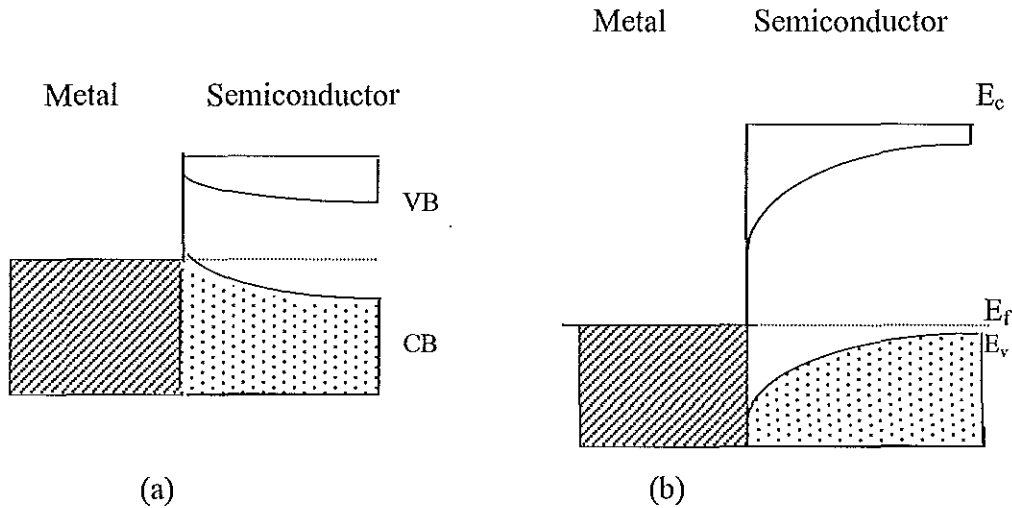 Metal Semiconductor
Metal Semiconductor
E_c
VB
E_f
E_v
CB
(a) (b)